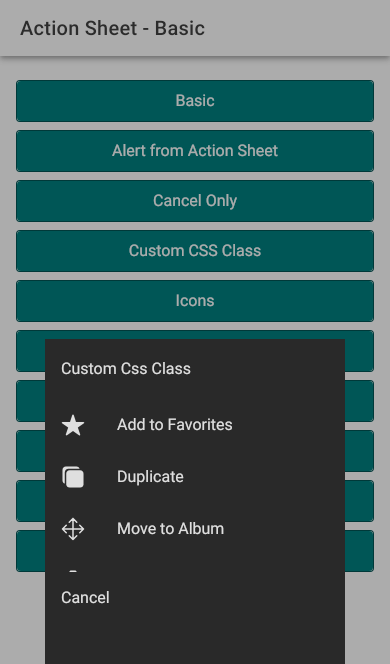 Action Sheet - Basic
Basic
Alert from Action Sheet
Cancel Only
Custom CSS Class
Icons
Custom Css Class
Add to Favorites
Duplicate
Move to Album
Cancel